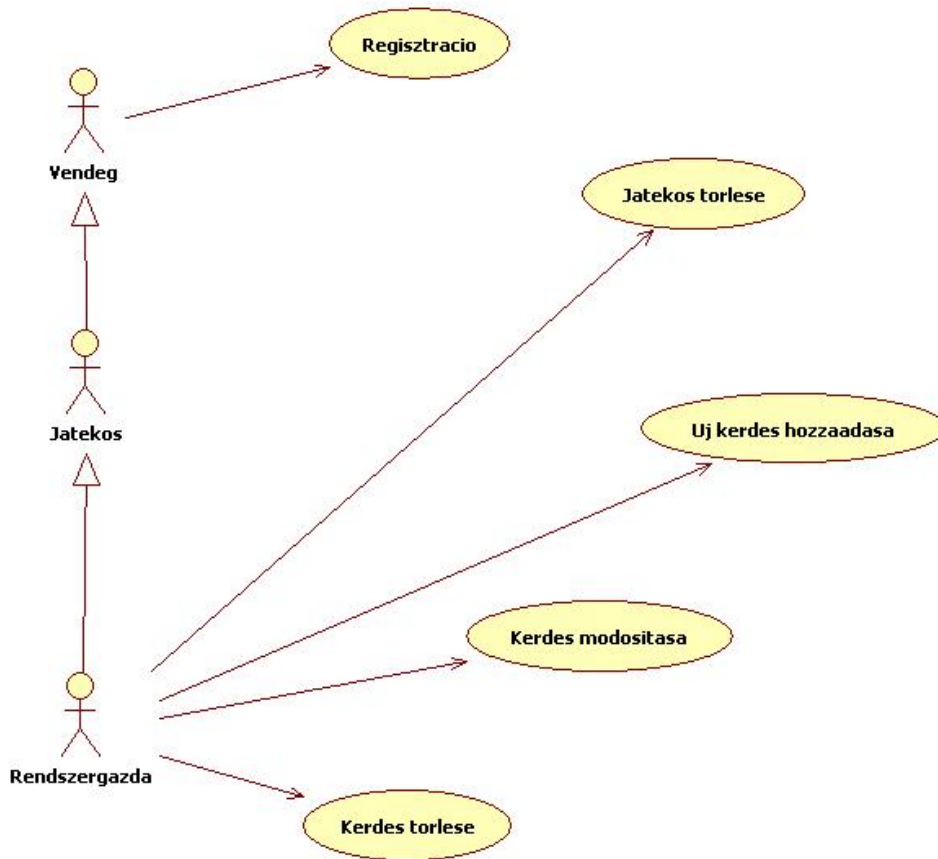 Regisztracio
Vendeg
Jatekos torlese
Jatekos
Uj kerdes hozzaadasa
Kerdes modositasa
Rendszergazda
Kerdes torlese